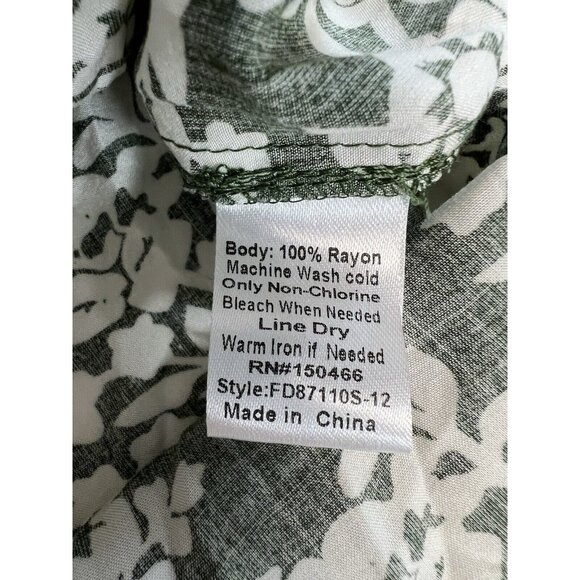 Body: 100% Rayon
Machine Wash cold
Only Non-Chlorine
Bleach When Needed
Line Dry
Warm Iron if Needed
RN#150466
Style:FD87110S-12
Made in China